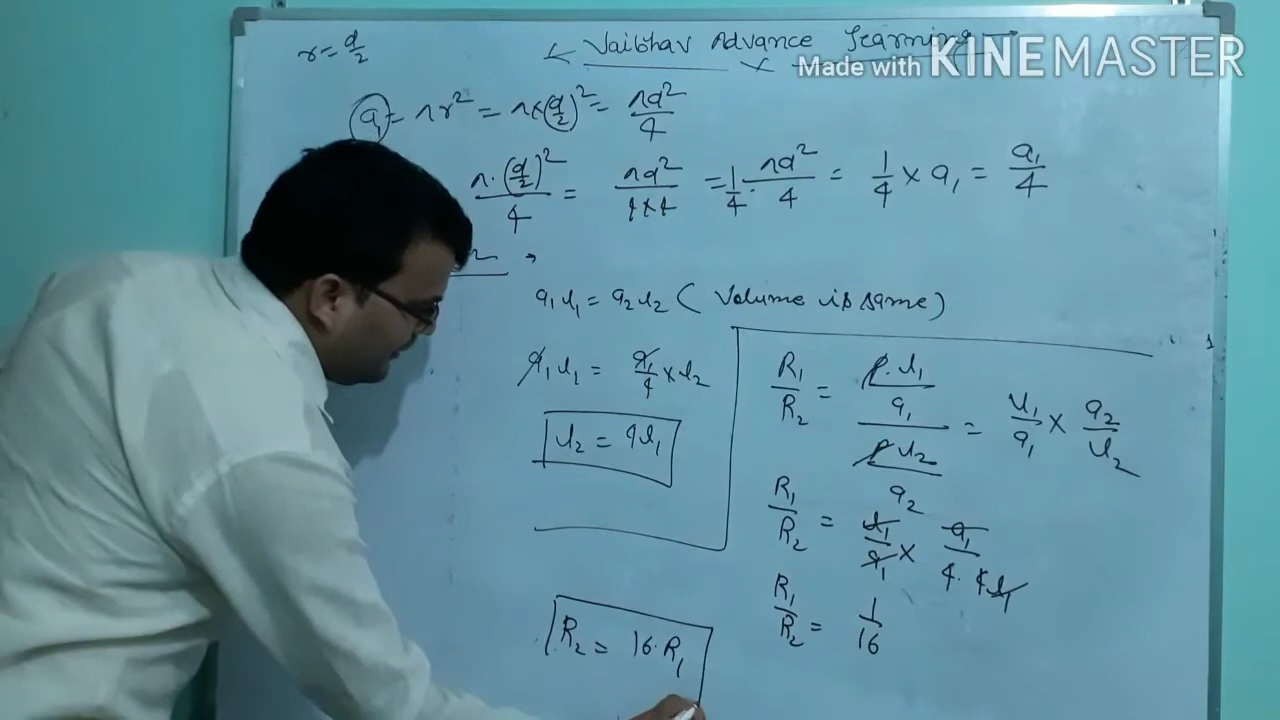 r = d/2
Vaibhav Advance Learning
Made with KINEMASTER
a₁ = πr² = π×(d/2)² = πd²/4
π·(d/2)²/4 = πd²/4×4 = 1/4 · πd²/4 = 1/4 × a₁ = a₁/4
a₁l₁ = a₂l₂ (Volume is same)
a₁l₁ = a₁/4 × l₂
l₂ = 4l₁
R₁/R₂ = ρ·l₁/a₁ / ρl₂/a₂ = l₁/a₁ × a₂/l₂
R₁/R₂ = l₁/a₁ × a₁/4·4l₁
R₁/R₂ = 1/16
R₂ = 16·R₁